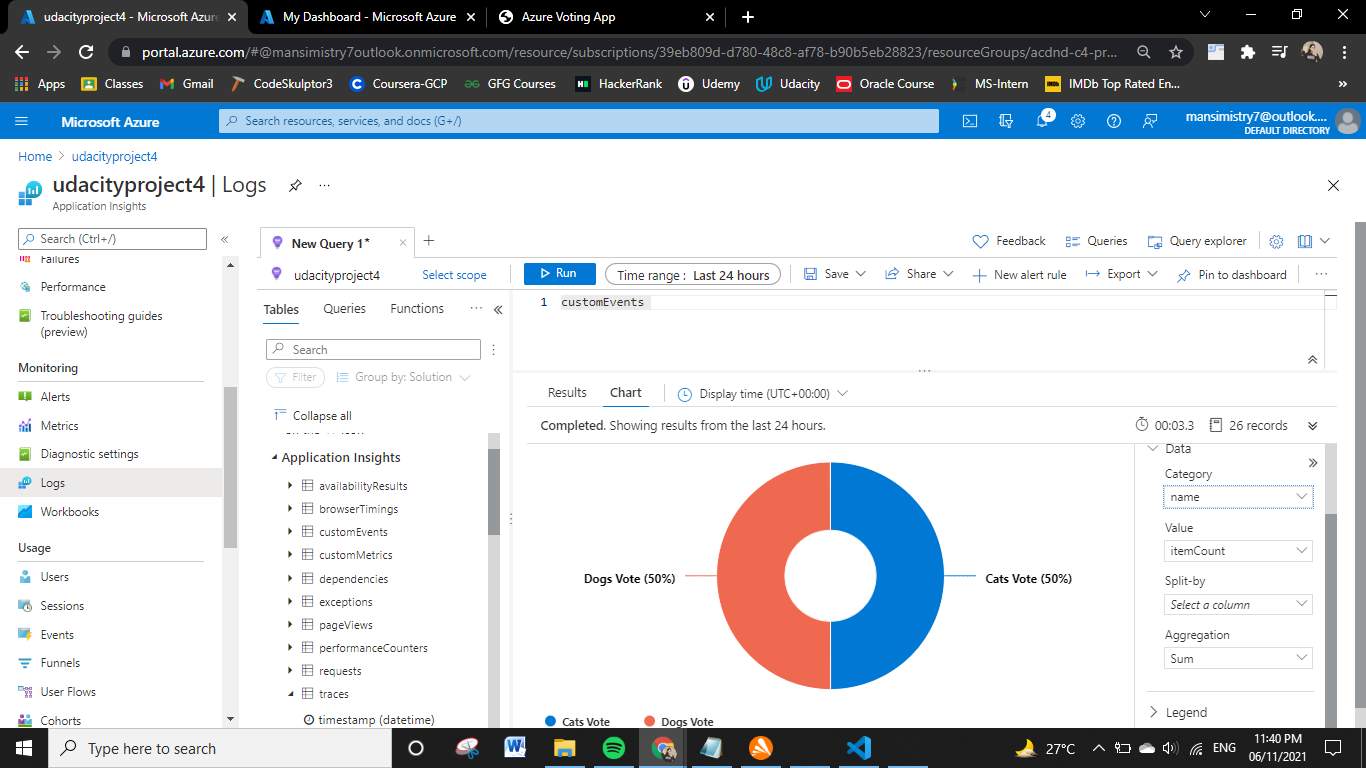 udacityproject4 - Microsoft Azure
My Dashboard - Microsoft Azure
Azure Voting App
portal.azure.com/#@mansimistry7outlook.onmicrosoft.com/resource/subscriptions/39eb809d-d780-48c8-af78-b90b5eb28823/resourceGroups/acdnd-c4-pr...
Apps Classes Gmail CodeSkulptor3 Coursera-GCP GFG Courses HackerRank Udemy Udacity Oracle Course MS-Intern IMDb Top Rated En... »
Microsoft Azure
Search resources, services, and docs (G+/)
4
mansimistry7@outlook....
DEFAULT DIRECTORY
Home > udacityproject4
udacityproject4 | Logs ...
Application Insights
Search (Ctrl+/) «
Failures
Performance
Troubleshooting guides
(preview)
Monitoring
Alerts
Metrics
Diagnostic settings
Logs
Workbooks
Usage
Users
Sessions
Events
Funnels
User Flows
Cohorts
New Query 1*
Feedback Queries Query explorer
udacityproject4 Select scope
Run Time range : Last 24 hours Save Share New alert rule Export Pin to dashboard ...
Tables Queries Functions ... «
Search
Filter Group by: Solution
Collapse all
Application Insights
availabilityResults
browserTimings
customEvents
customMetrics
dependencies
exceptions
pageViews
performanceCounters
requests
traces
timestamp (datetime)
1 customEvents
Results Chart Display time (UTC+00:00)
Completed. Showing results from the last 24 hours. 00:03.3 26 records
Dogs Vote (50%)
Cats Vote (50%)
Cats Vote Dogs Vote
Data
Category
name
Value
itemCount
Split-by
Select a column
Aggregation
Sum
Legend
Type here to search
27°C
ENG
11:40 PM
06/11/2021